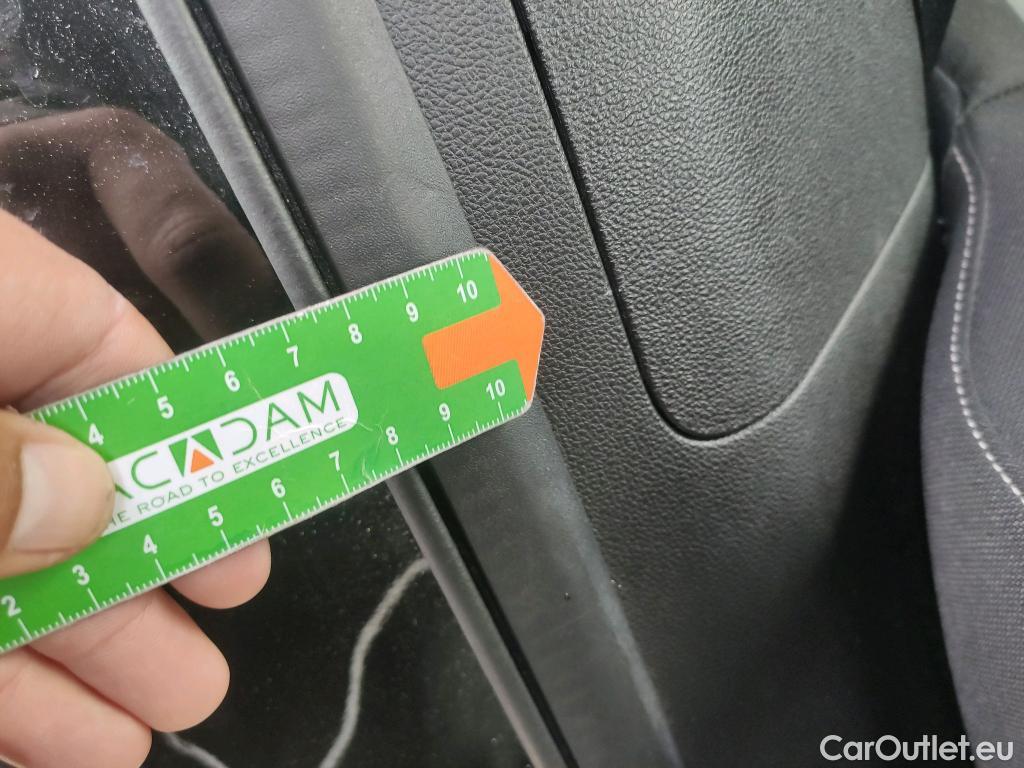 4 5 6 7 8 9 10
ACADAM
THE ROAD TO EXCELLENCE
2 3 4 5 6 7 8 9 10
CarOutlet.eu